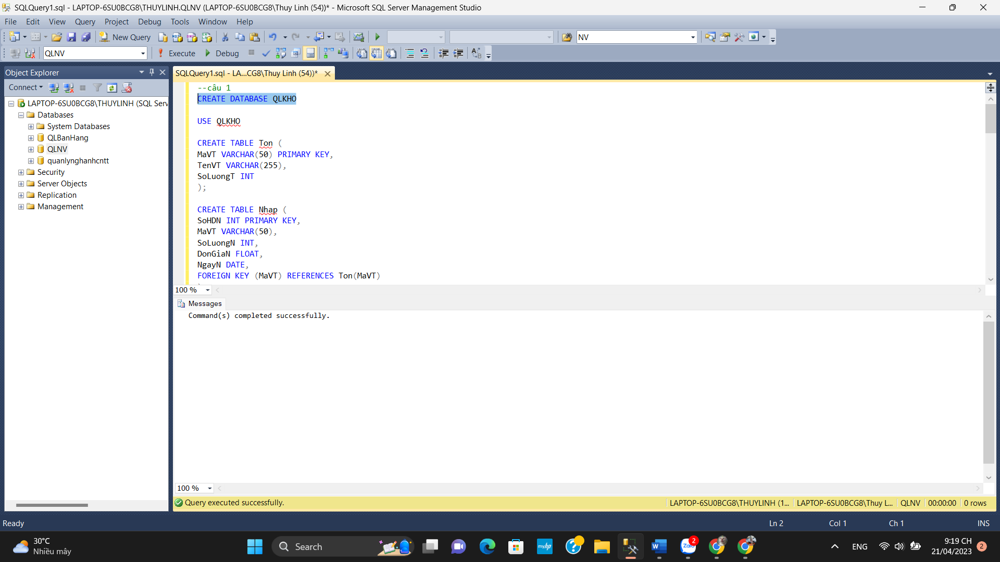 SQLQuery1.sql - LAPTOP-6SU0BCG8\THUYLINH.QLNV (LAPTOP-6SU0BCG8\Thuy Linh (54))* - Microsoft SQL Server Management Studio
File Edit View Query Project Debug Tools Window Help
New Query
NV
QLNV
Execute
Debug
Object Explorer
SQLQuery1.sql - LA...CG8\Thuy Linh (54))*
Connect
LAPTOP-6SU0BCG8\THUYLINH (SQL Serv
Databases
System Databases
QLBanHang
QLNV
quanlynghanhcntt
Security
Server Objects
Replication
Management
--câu 1
CREATE DATABASE QLKHO
USE QLKHO
CREATE TABLE Ton (
MaVT VARCHAR(50) PRIMARY KEY,
TenVT VARCHAR(255),
SoLuongT INT
);
CREATE TABLE Nhap (
SoHDN INT PRIMARY KEY,
MaVT VARCHAR(50),
SoLuongN INT,
DonGiaN FLOAT,
NgayN DATE,
FOREIGN KEY (MaVT) REFERENCES Ton(MaVT)
100 %
Messages
Command(s) completed successfully.
100 %
Query executed successfully.
LAPTOP-6SU0BCG8\THUYLINH (1...
LAPTOP-6SU0BCG8\Thuy L...
QLNV
00:00:00
0 rows
Ready
Ln 2
Col 1
Ch 1
INS
30°C
Nhiều mây
Search
myhp
Zalo
2
ENG
9:19 CH
21/04/2023
2